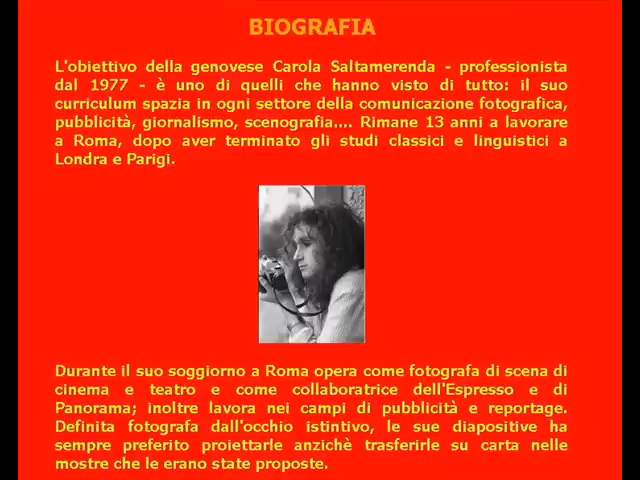 BIOGRAFIA
L'obiettivo della genovese Carola Saltamerenda - professionista
dal 1977 - è uno di quelli che hanno visto di tutto: il suo
curriculum spazia in ogni settore della comunicazione fotografica,
pubblicità, giornalismo, scenografia.... Rimane 13 anni a lavorare
a Roma, dopo aver terminato gli studi classici e linguistici a
Londra e Parigi.
Durante il suo soggiorno a Roma opera come fotografa di scena di
cinema e teatro e come collaboratrice dell'Espresso e di
Panorama; inoltre lavora nei campi di pubblicità e reportage.
Definita fotografa dall'occhio istintivo, le sue diapositive ha
sempre preferito proiettarle anzichè trasferirle su carta nelle
mostre che le erano state proposte.